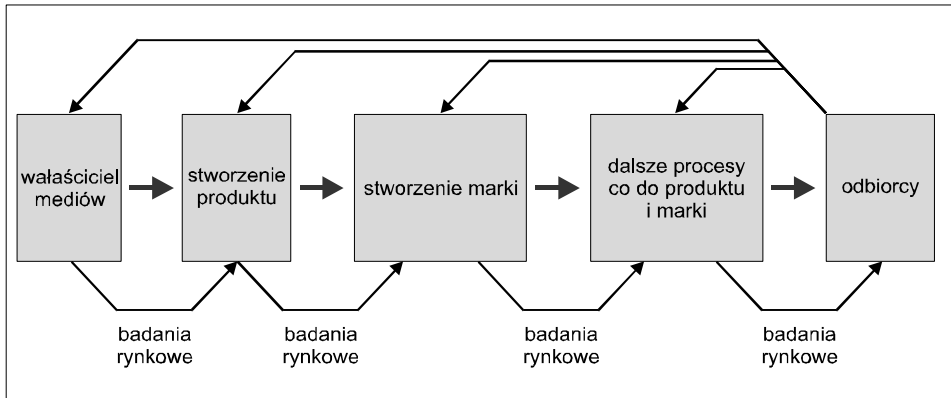 wałaściciel
mediów
stworzenie
produktu
stworzenie marki
dalsze procesy
co do produktu
i marki
odbiorcy
badania
rynkowe
badania
rynkowe
badania
rynkowe
badania
rynkowe